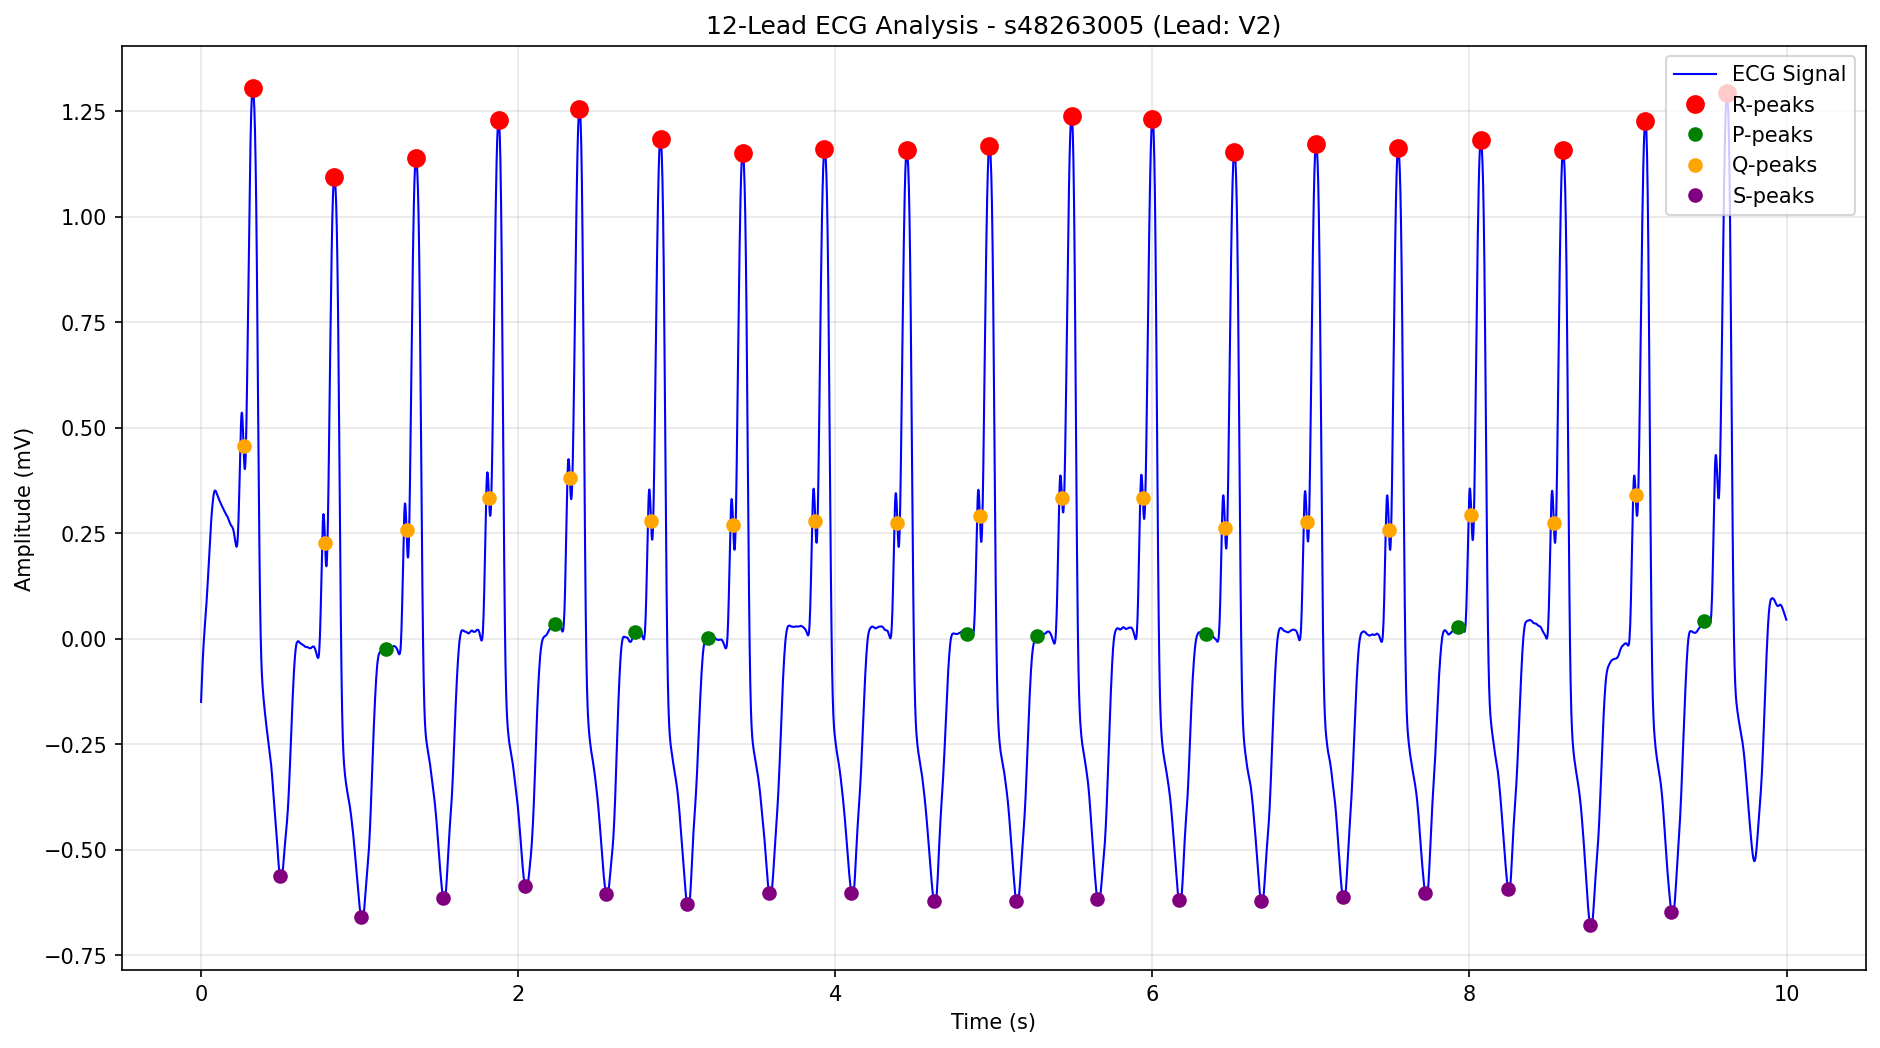 12-Lead ECG Analysis - s48263005 (Lead: V2)
ECG Signal
R-peaks
P-peaks
Q-peaks
S-peaks
Amplitude (mV)
1.25
1.00
0.75
0.50
0.25
0.00
−0.25
−0.50
−0.75
0 2 4 6 8 10
Time (s)